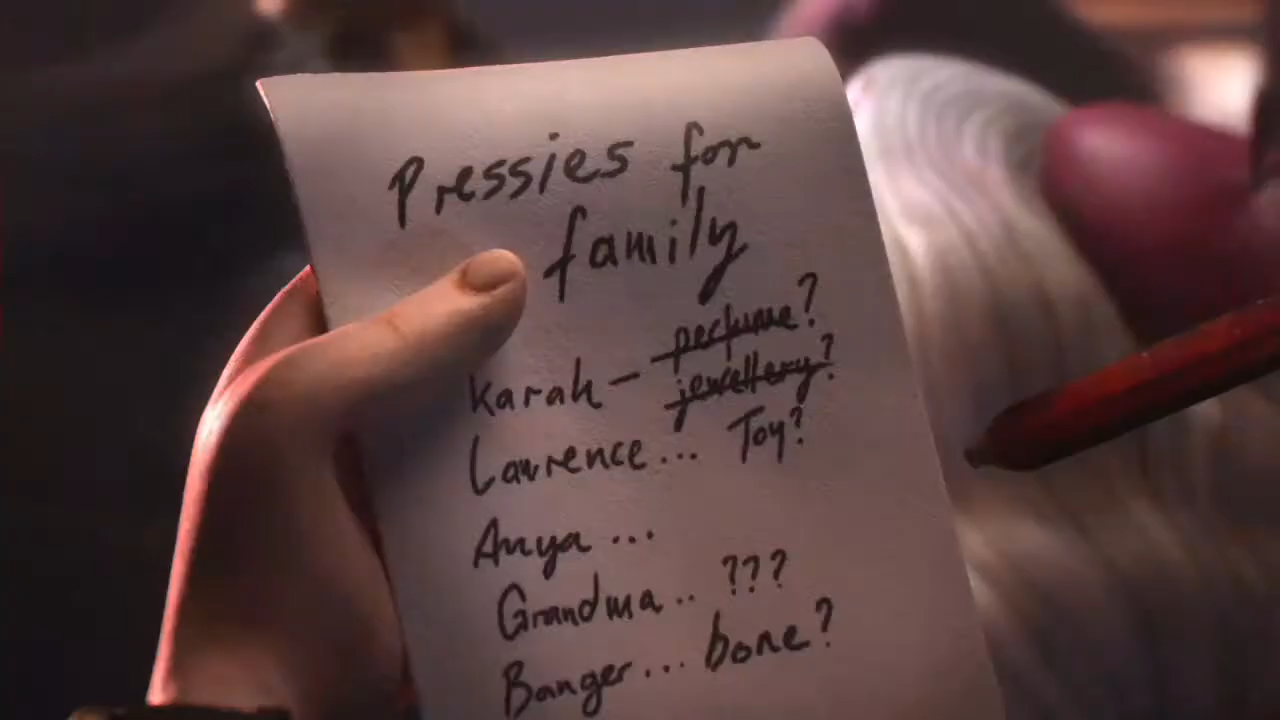 Pressies for
family
Karah - perfume?
jewellery?
Lawrence... Toy?
Anya ...
Grandma.. ???
Banger... bone?